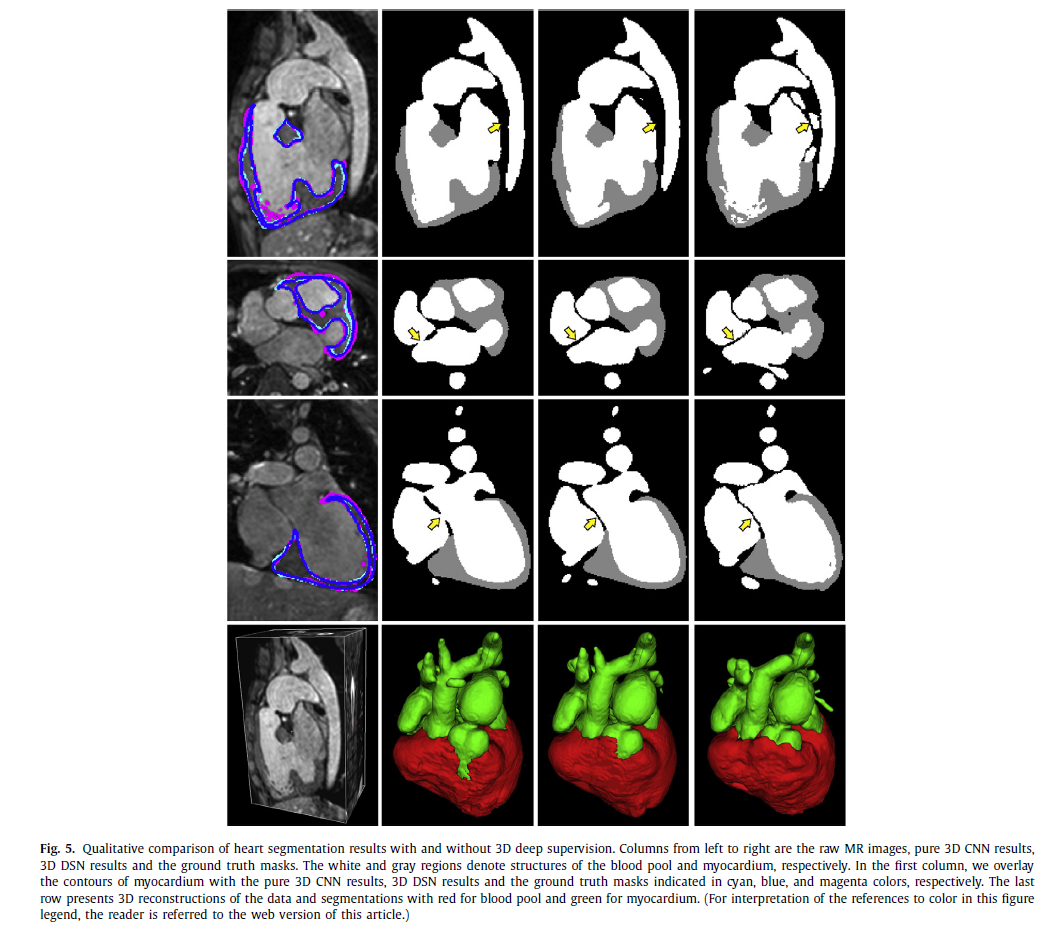 Fig. 5. Qualitative comparison of heart segmentation results with and without 3D deep supervision. Columns from left to right are the raw MR images, pure 3D CNN results,
3D DSN results and the ground truth masks. The white and gray regions denote structures of the blood pool and myocardium, respectively. In the first column, we overlay
the contours of myocardium with the pure 3D CNN results, 3D DSN results and the ground truth masks indicated in cyan, blue, and magenta colors, respectively. The last
row presents 3D reconstructions of the data and segmentations with red for blood pool and green for myocardium. (For interpretation of the references to color in this figure
legend, the reader is referred to the web version of this article.)